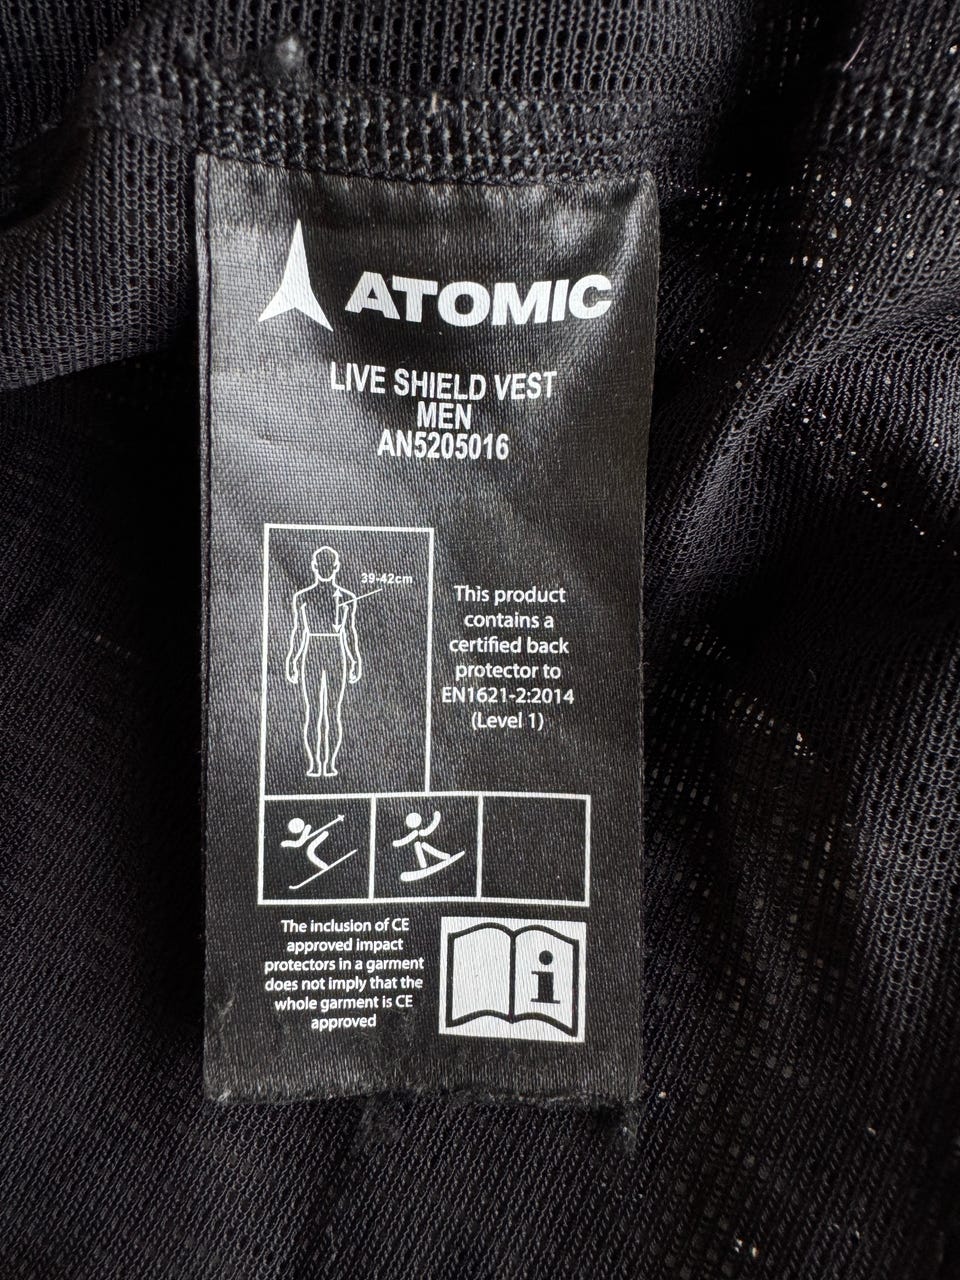 ATOMIC
LIVE SHIELD VEST
MEN
AN5205016
39-42cm
This product
contains a
certified back
protector to
EN1621-2:2014
(Level 1)
The inclusion of CE
approved impact
protectors in a garment
does not imply that the
whole garment is CE
approved
i